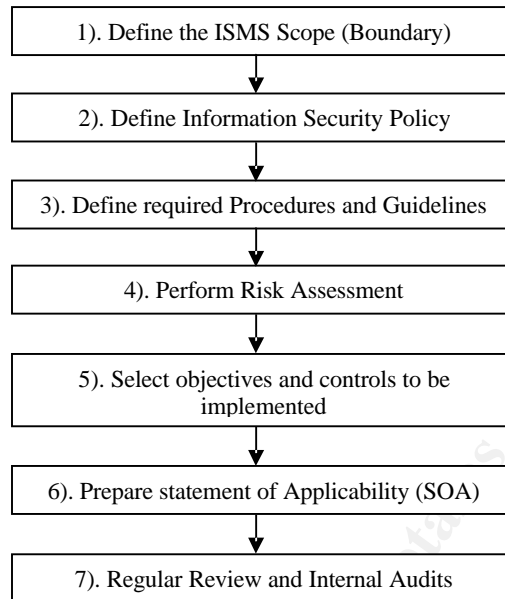 1). Define the ISMS Scope (Boundary)
2). Define Information Security Policy
3). Define required Procedures and Guidelines
4). Perform Risk Assessment
5). Select objectives and controls to be
implemented
6). Prepare statement of Applicability (SOA)
7). Regular Review and Internal Audits